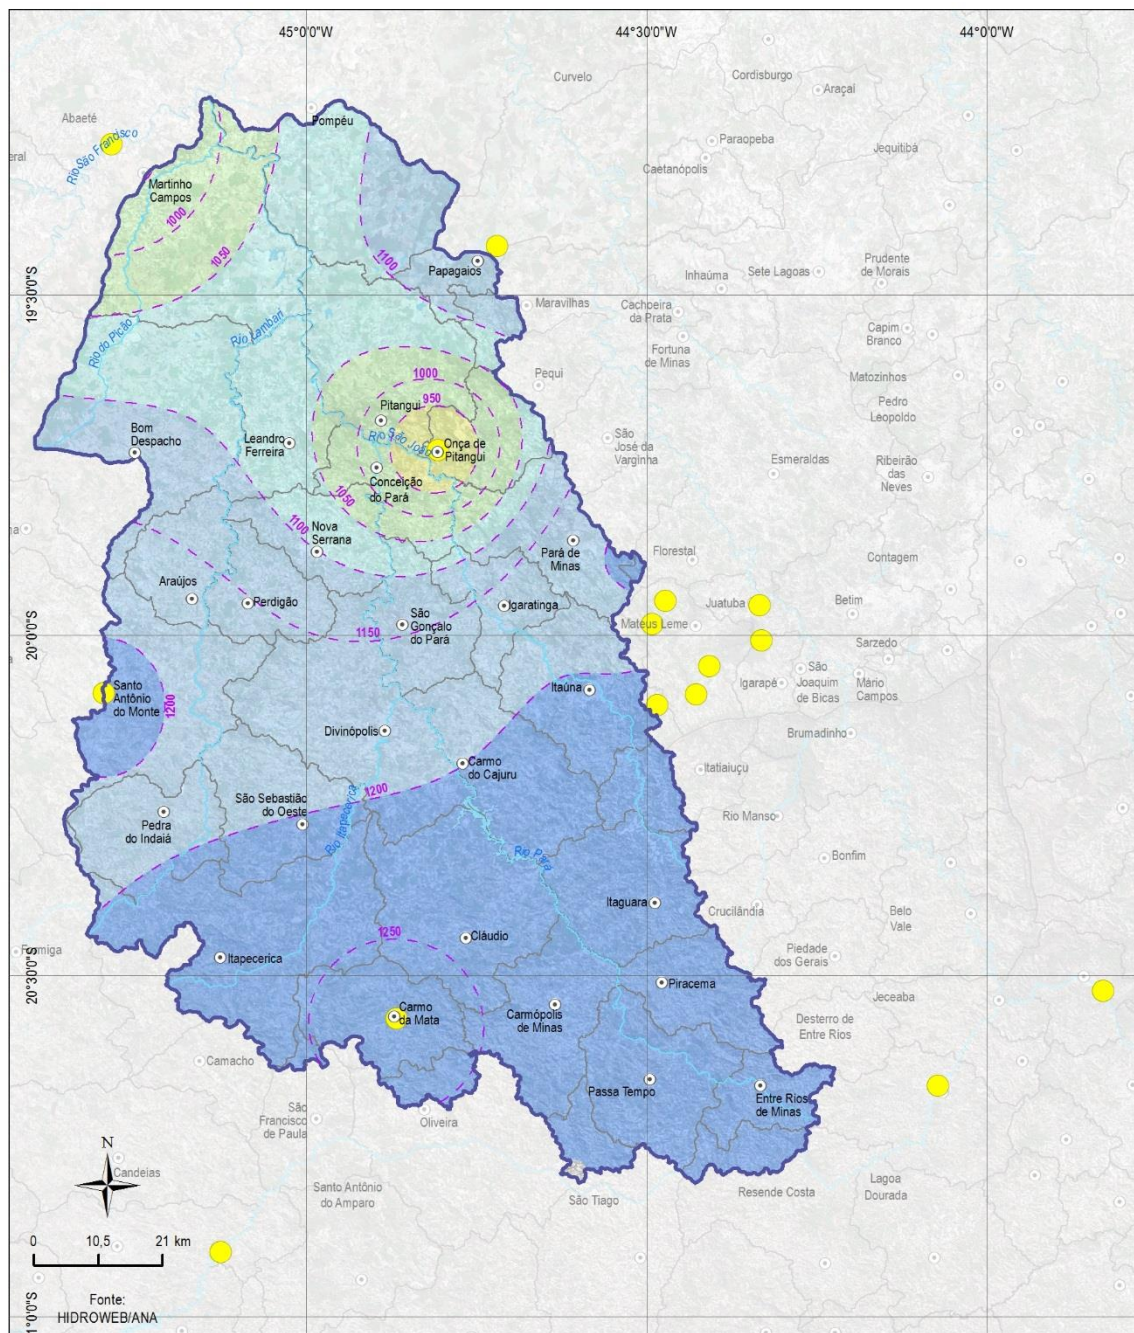 45°0'0"W
44°30'0"W
44°0'0"W
Curvelo
Cordisburgo
Araçaí
Abaeté
Pompéu
Rio São Francisco
Paraopeba
Jequitibá
eral
Caetanópolis
Martinho
Campos
1000
1050
1100
Papagaios
Inhaúma
Sete Lagoas
Prudente
de Morais
19°30'0"S
Maravilhas
Cachoeira
da Prata
Rio do Picão
Rio Lambari
Capim
Branco
Fortuna
de Minas
1000
Pequi
Matozinhos
950
Pitangui
Pedro
Leopoldo
Rio São João
Bom
Despacho
Leandro
Ferreira
Onça de
Pitangui
São
José da
Varginha
Esmeraldas
Ribeirão
das
Neves
Conceição
do Pará
1050
1100
Nova
Serrana
Pará de
Minas
Florestal
Contagem
Araújos
Perdigão
Igaratinga
Juatuba
Betim
São
Gonçalo
do Pará
Mateus Leme
1150
20°0'0"S
Sarzedo
Santo
Antônio
do Monte
1200
Itaúna
Igarapé
São
Joaquim
de Bicas
Mário
Campos
Divinópolis
Brumadinho
Carmo
do Cajuru
Itatiaiuçu
1200
São Sebastião
do Oeste
Pedra
do Indaiá
Rio Manso
Rio Itapecerica
Rio Pará
Bonfim
Itaguara
Crucilândia
Belo
Vale
1250
Cláudio
Formiga
Itapecerica
Piedade
dos Gerais
20°30'0"S
Piracema
Jeceaba
Carmo
da Mata
Carmópolis
de Minas
Desterro de
Entre Rios
Camacho
Passa Tempo
Entre Rios
de Minas
São
Francisco
de Paula
Oliveira
N
Candeias
Santo Antônio
do Amparo
São Tiago
Resende Costa
Lagoa
Dourada
0 10,5 21 km
Fonte:
HIDROWEB/ANA
1°0'0"S